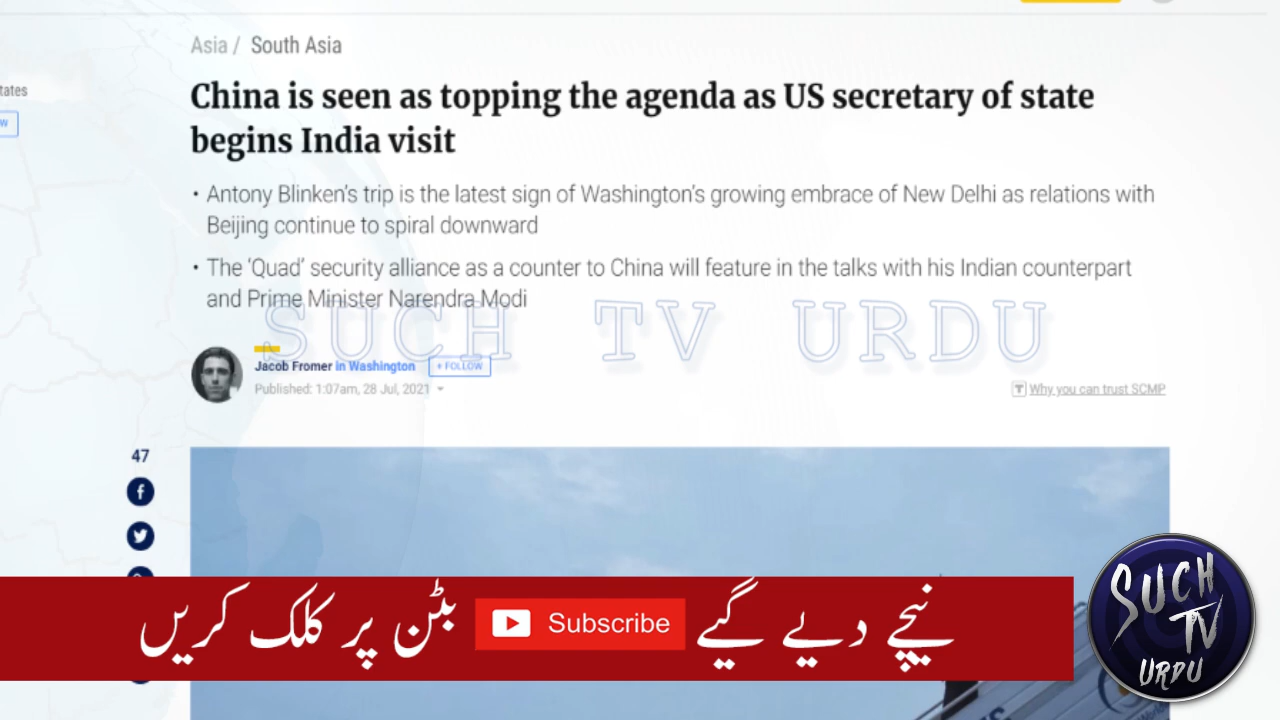 Asia / South Asia
tates
China is seen as topping the agenda as US secretary of state
begins India visit
• Antony Blinken's trip is the latest sign of Washington's growing embrace of New Delhi as relations with
Beijing continue to spiral downward
• The 'Quad' security alliance as a counter to China will feature in the talks with his Indian counterpart
and Prime Minister Narendra Modi
SUCH TV URDU
Jacob Fromer in Washington + FOLLOW
Published: 1:07am, 28 Jul, 2021
Why you can trust SCMP
47
نیچے دیے گیے Subscribe بٹن پر کلک کریں
SUCH
TV
URDU